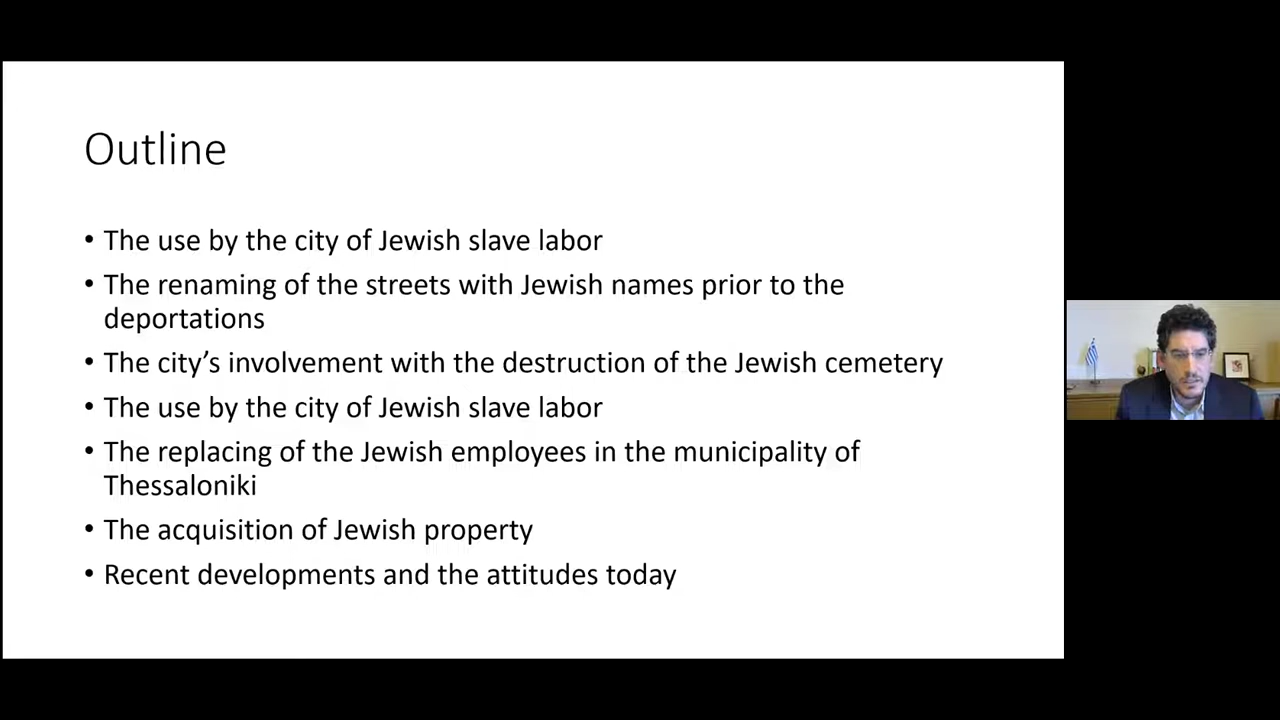 Outline
• The use by the city of Jewish slave labor
• The renaming of the streets with Jewish names prior to the
deportations
• The city’s involvement with the destruction of the Jewish cemetery
• The use by the city of Jewish slave labor
• The replacing of the Jewish employees in the municipality of
Thessaloniki
• The acquisition of Jewish property
• Recent developments and the attitudes today